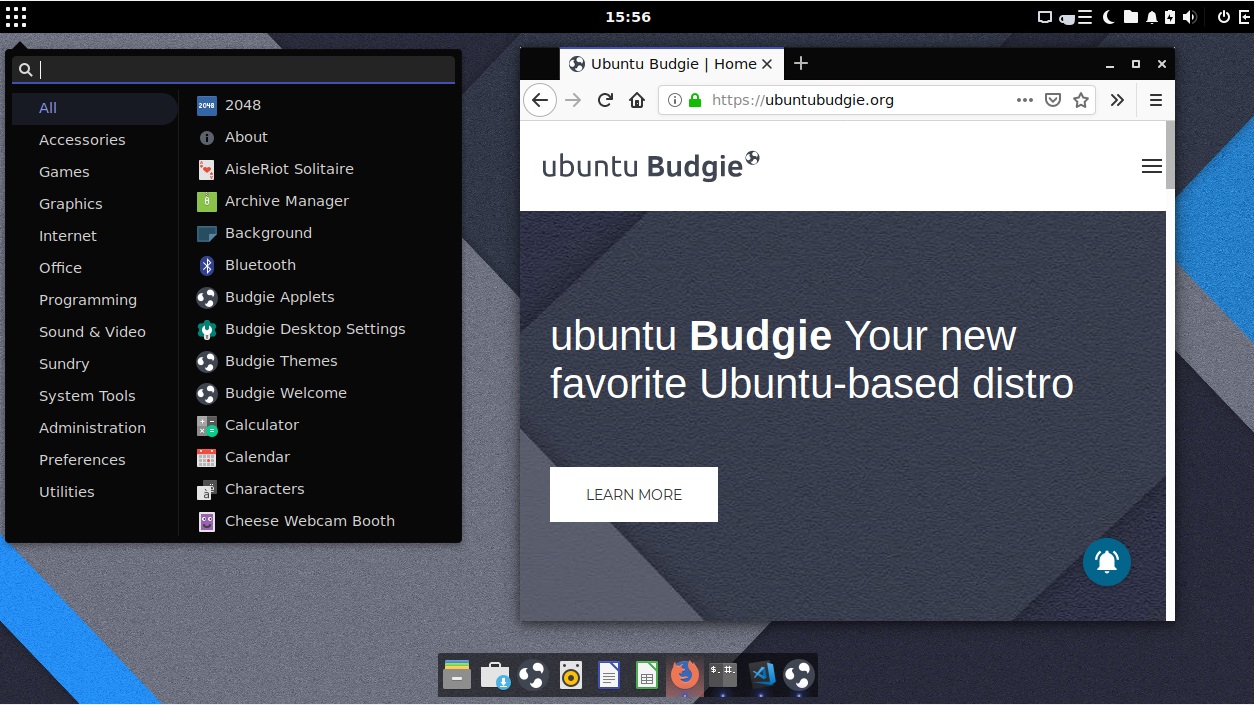 15:56
All
Accessories
Games
Graphics
Internet
Office
Programming
Sound & Video
Sundry
System Tools
Administration
Preferences
Utilities
2048
2048
About
AisleRiot Solitaire
Archive Manager
Background
Bluetooth
Budgie Applets
Budgie Desktop Settings
Budgie Themes
Budgie Welcome
Calculator
Calendar
Characters
Cheese Webcam Booth
Ubuntu Budgie | Home
https://ubuntubudgie.org
ubuntu Budgie
ubuntu Budgie Your new
favorite Ubuntu-based distro
LEARN MORE
$. #.